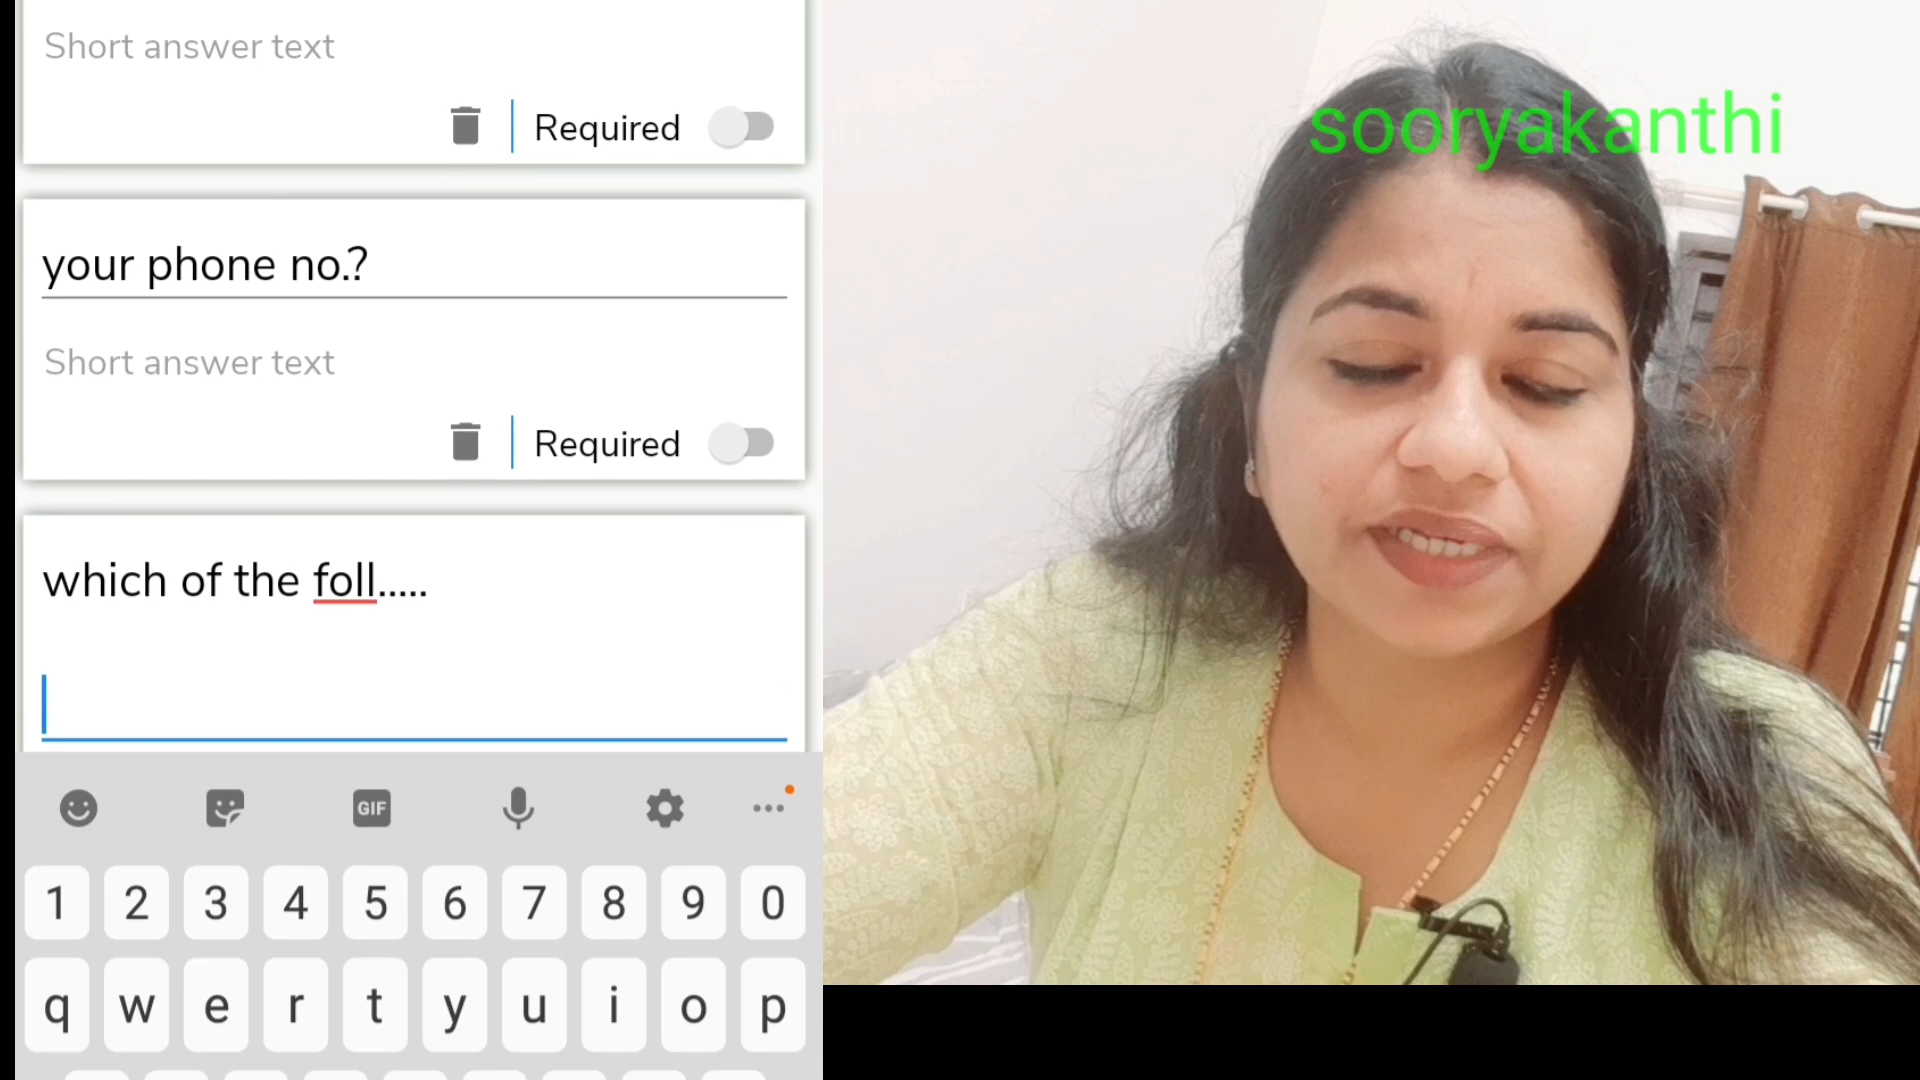 Short answer text
Required
your phone no.?
Short answer text
Required
which of the foll.....
GIF
1 2 3 4 5 6 7 8 9 0
q w e r t y u i o p
sooryakanthi